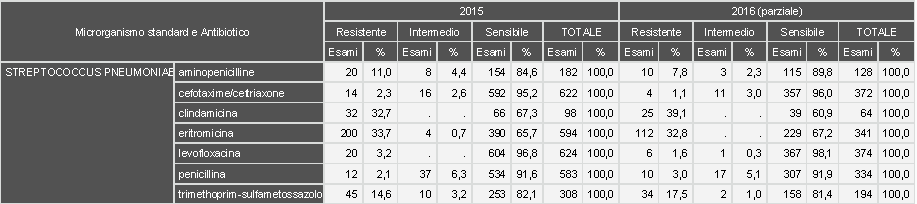 Microrganismo standard e Antibiotico 2015 2016 (parziale)
Resistente Intermedio Sensibile TOTALE Resistente Intermedio Sensibile TOTALE
Esami % Esami % Esami % Esami % Esami % Esami % Esami % Esami %
STREPTOCOCCUS PNEUMONIAE aminopenicilline 20 11,0 8 4,4 154 84,6 182 100,0 10 7,8 3 2,3 115 89,8 128 100,0
cefotaxime/ceftriaxone 14 2,3 16 2,6 592 95,2 622 100,0 4 1,1 11 3,0 357 96,0 372 100,0
clindamicina 32 32,7 . . 66 67,3 98 100,0 25 39,1 . . 39 60,9 64 100,0
eritromicina 200 33,7 4 0,7 390 65,7 594 100,0 112 32,8 . . 229 67,2 341 100,0
levofloxacina 20 3,2 . . 604 96,8 624 100,0 6 1,6 1 0,3 367 98,1 374 100,0
penicillina 12 2,1 37 6,3 534 91,6 583 100,0 10 3,0 17 5,1 307 91,9 334 100,0
trimethoprim-sulfametossazolo 45 14,6 10 3,2 253 82,1 308 100,0 34 17,5 2 1,0 158 81,4 194 100,0